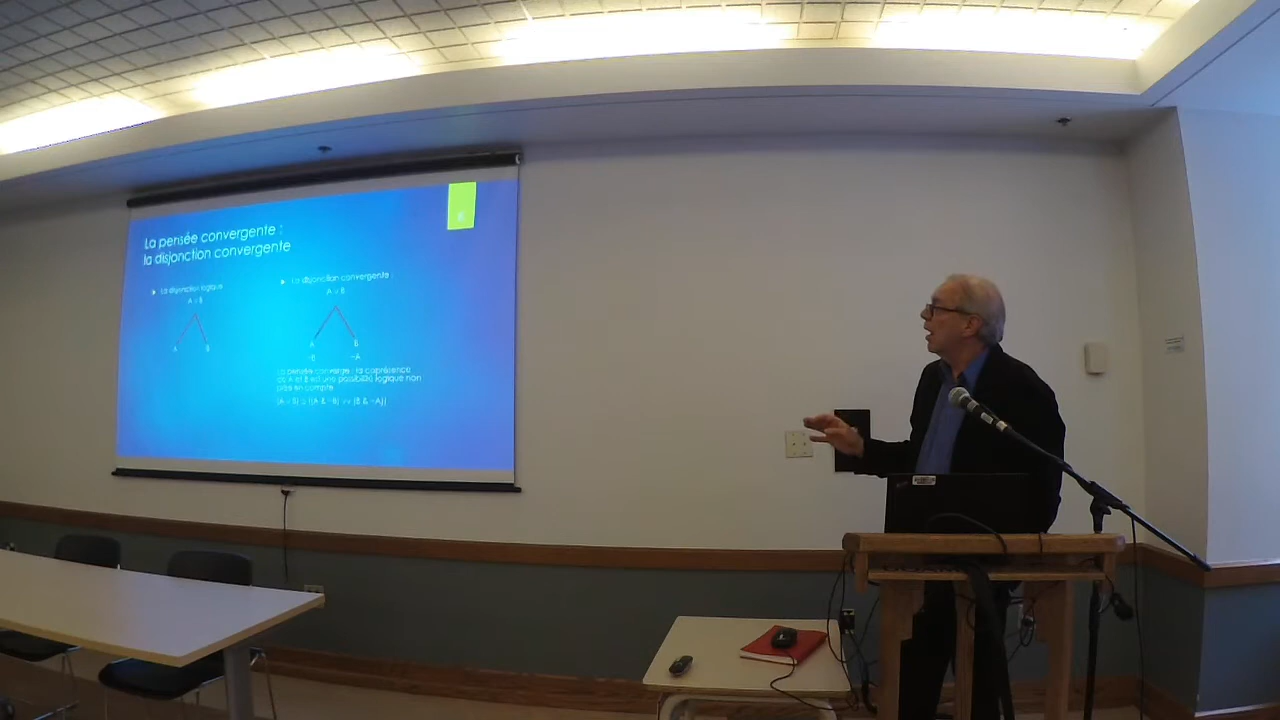 La pensée convergente :
la disjonction convergente
La disjonction logique
A v B
A B
La disjonction convergente :
A v B
A B
~B ~A
La pensée converge : la coprésence
de A et B est une possibilité logique non
prise en compte